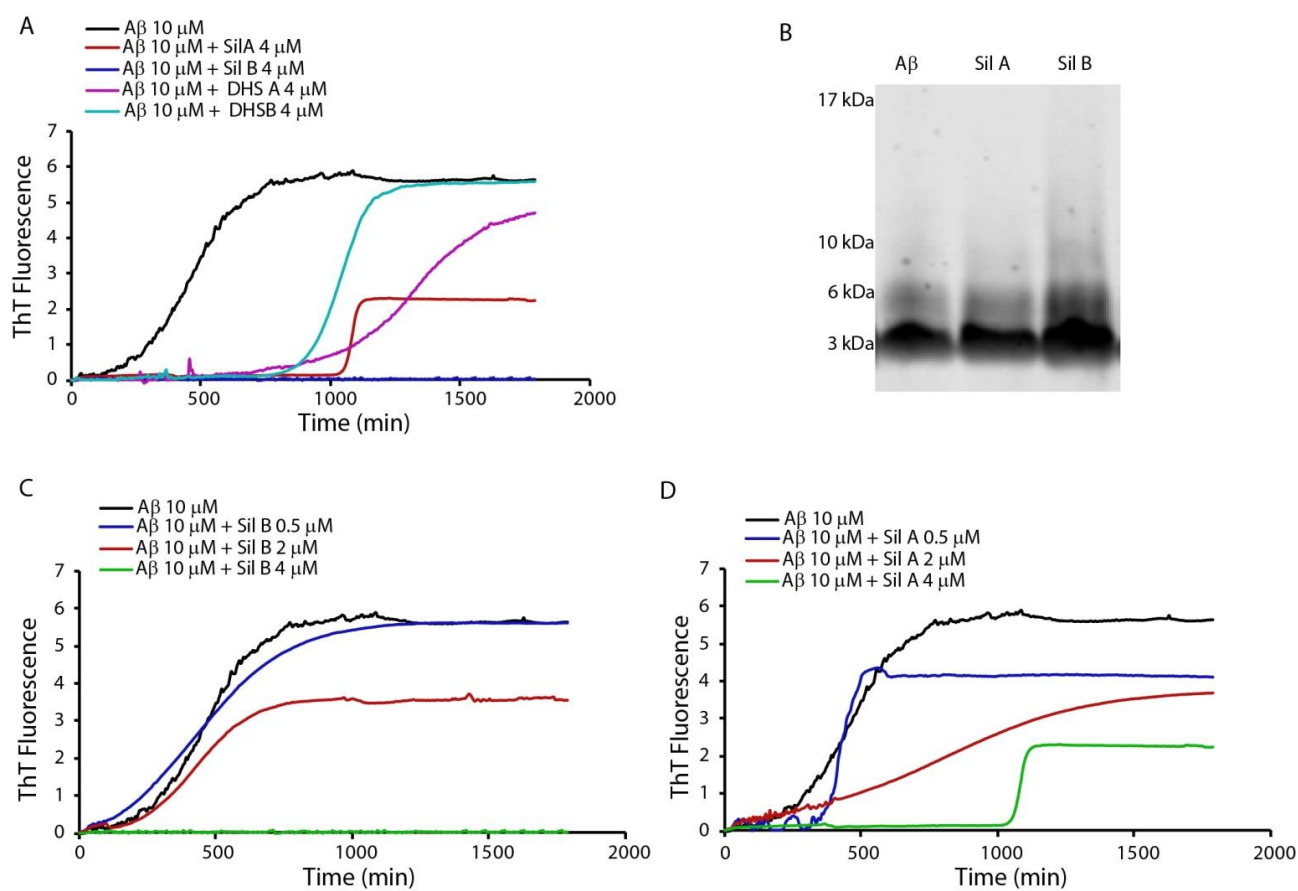 A
Aβ 10 μM
Aβ 10 μM + SilA 4 μM
Aβ 10 μM + Sil B 4 μM
Aβ 10 μM + DHS A 4 μM
Aβ 10 μM + DHSB 4 μM
7
6
5
4
3
2
1
0
ThT Fluorescence
0 500 1000 1500 2000
Time (min)
B
Aβ Sil A Sil B
17 kDa
10 kDa
6 kDa
3 kDa
C
Aβ 10 μM
Aβ 10 μM + Sil B 0.5 μM
Aβ 10 μM + Sil B 2 μM
Aβ 10 μM + Sil B 4 μM
7
6
5
4
3
2
1
0
ThT Fluorescence
0 500 1000 1500 2000
Time (min)
D
Aβ 10 μM
Aβ 10 μM + Sil A 0.5 μM
Aβ 10 μM + Sil A 2 μM
Aβ 10 μM + Sil A 4 μM
7
6
5
4
3
2
1
0
ThT Fluorescence
0 500 1000 1500 2000
Time (min)